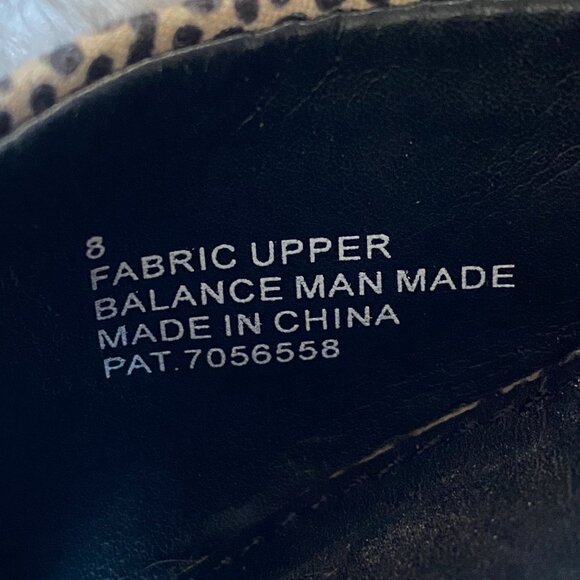 8
FABRIC UPPER
BALANCE MAN MADE
MADE IN CHINA
PAT.7056558